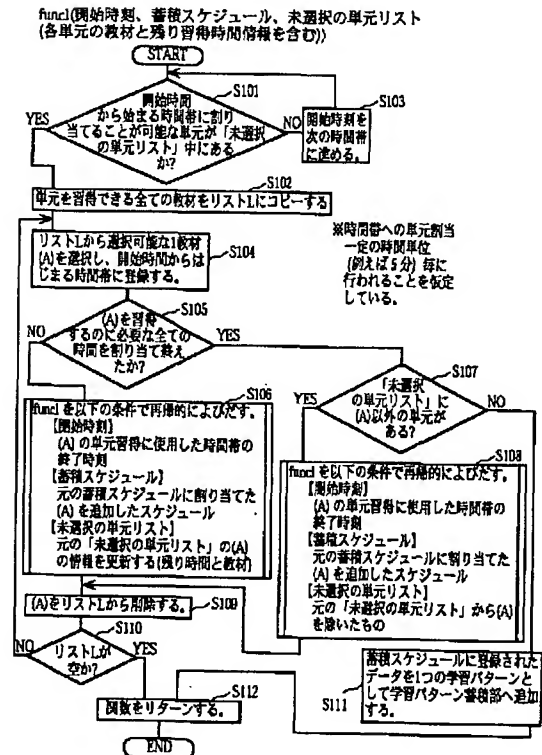 func1(開始時刻、蓄積スケジュール、未選択の単元リスト
(各単元の教材と残り習得時間情報を含む))
START
S101
開始時間
から始まる時間帯に割り
当てることが可能な単元が「未選択
の単元リスト」中にある
か?
YES
NO
S103
開始時刻を
次の時間帯
に進める。
S102
単元を習得できる全ての教材をリストLにコピーする
リストLから選択可能な1教材
(A)を選択し、開始時間からは
じまる時間帯に登録する。
S104
※時間帯への単元割当
一定の時間単位
(例えば5分)毎に
行われることを仮定
している。
S105
(A)を習得
するのに必要な全ての
時間を割り当て終え
たか?
NO
YES
S106
func1を以下の条件で再帰的によびだす。
【開始時刻】
(A)の単元習得に使用した時間帯の
終了時刻
【蓄積スケジュール】
元の蓄積スケジュールに割り当てた
(A)を追加したスケジュール
【未選択の単元リスト】
元の「未選択の単元リスト」の(A)
の情報を更新する(残り時間と教材)
S107
「未選択
の単元リスト」に
(A)以外の単元が
ある?
YES
NO
S108
func1を以下の条件で再帰的によびだす。
【開始時刻】
(A)の単元習得に使用した時間帯の
終了時刻
【蓄積スケジュール】
元の蓄積スケジュールに割り当てた
(A)を追加したスケジュール
【未選択の単元リスト】
元の「未選択の単元リスト」から(A)
を除いたもの
(A)をリストLから削除する。
S109
S110
リストLが
空か?
NO
YES
S111
蓄積スケジュールに登録された
データを1つの学習パターンと
して学習パターン蓄積部へ追加
する。
S112
関数をリターンする。
END